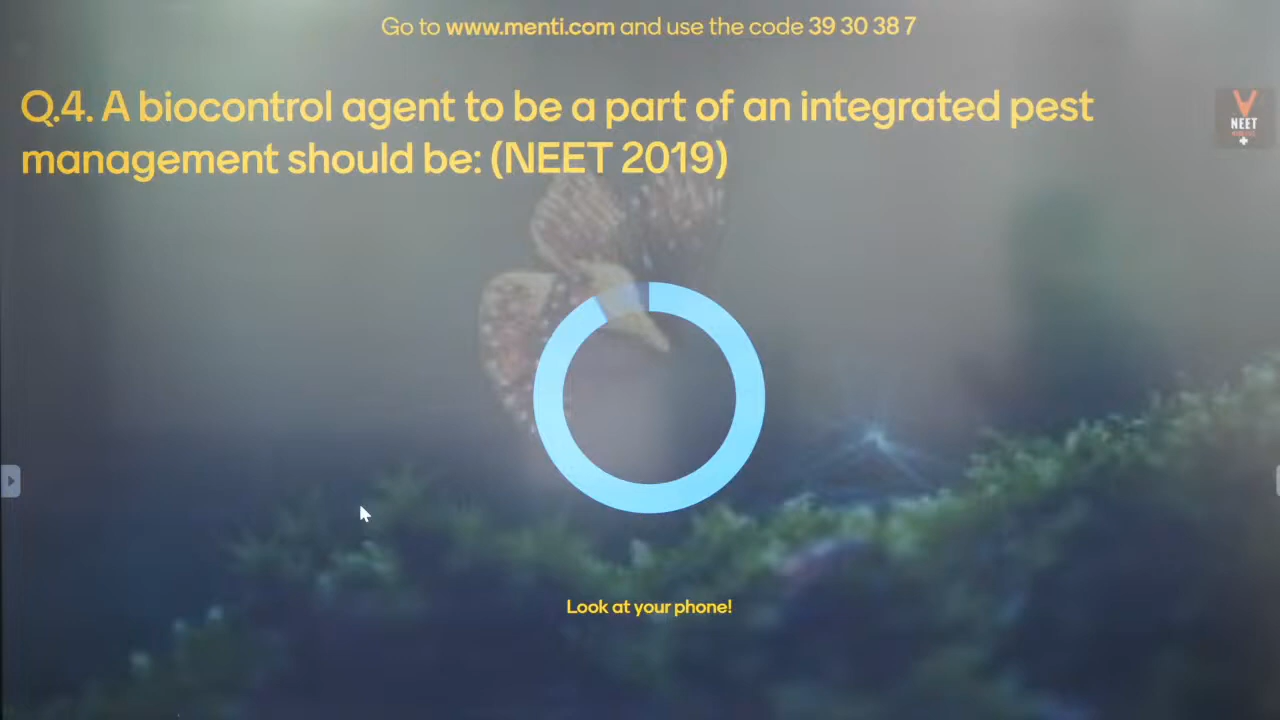 Go to www.menti.com and use the code 39 30 38 7
Q.4. A biocontrol agent to be a part of an integrated pest
management should be: (NEET 2019)
NEET
Look at your phone!